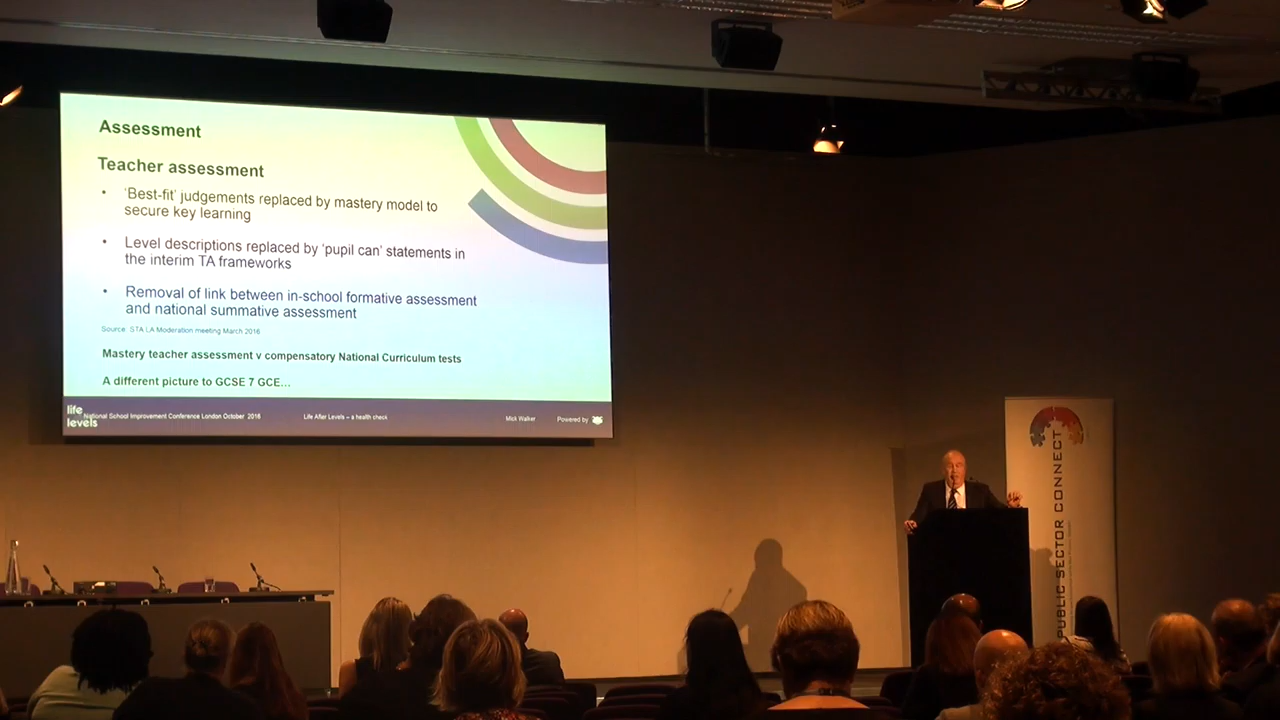 Assessment
Teacher assessment
• 'Best-fit' judgements replaced by mastery model to
secure key learning
• Level descriptions replaced by 'pupil can' statements in
the interim TA frameworks
• Removal of link between in-school formative assessment
and national summative assessment
Source: STA LA Moderation meeting March 2016
Mastery teacher assessment v compensatory National Curriculum tests
A different picture to GCSE 7 GCE...
life
levels
National School Improvement Conference London October 2016
Life After Levels – a health check
Mick Walker
Powered by
PUBLIC SECTOR CONNECT